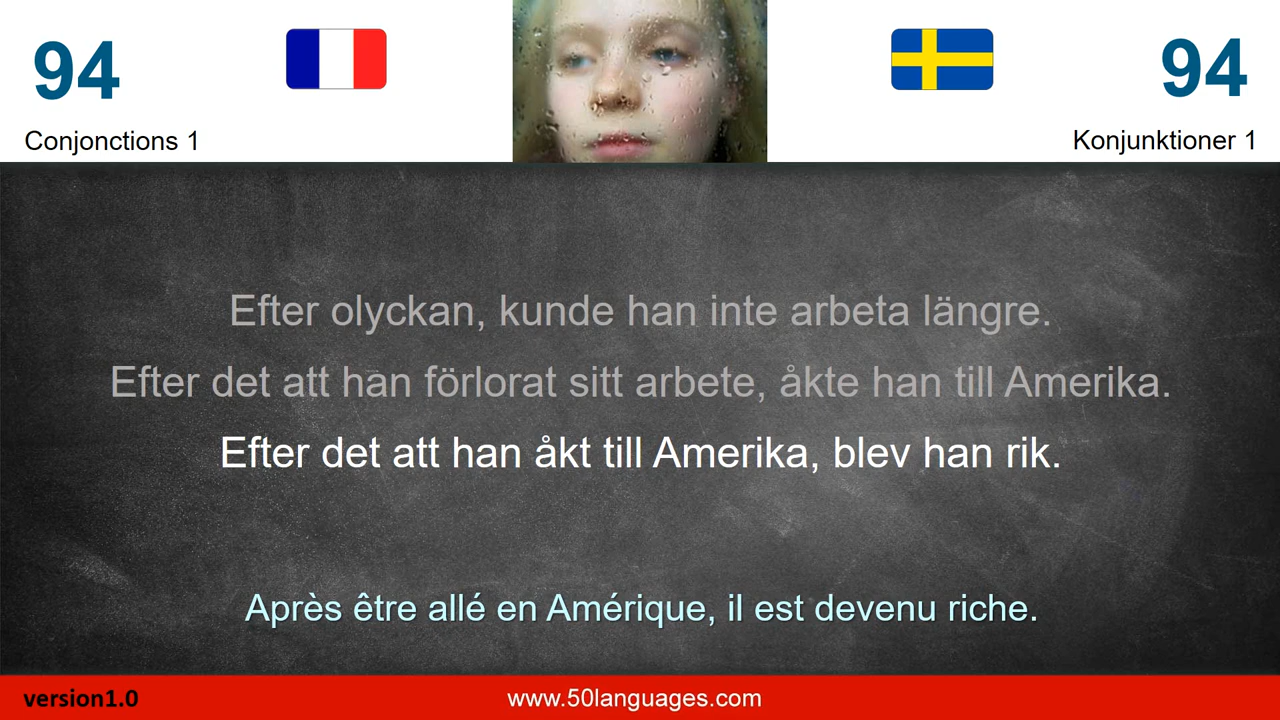 94
94
Conjonctions 1
Konjunktioner 1
Efter olyckan, kunde han inte arbeta längre.
Efter det att han förlorat sitt arbete, åkte han till Amerika.
Efter det att han åkt till Amerika, blev han rik.
Après être allé en Amérique, il est devenu riche.
version1.0
www.50languages.com